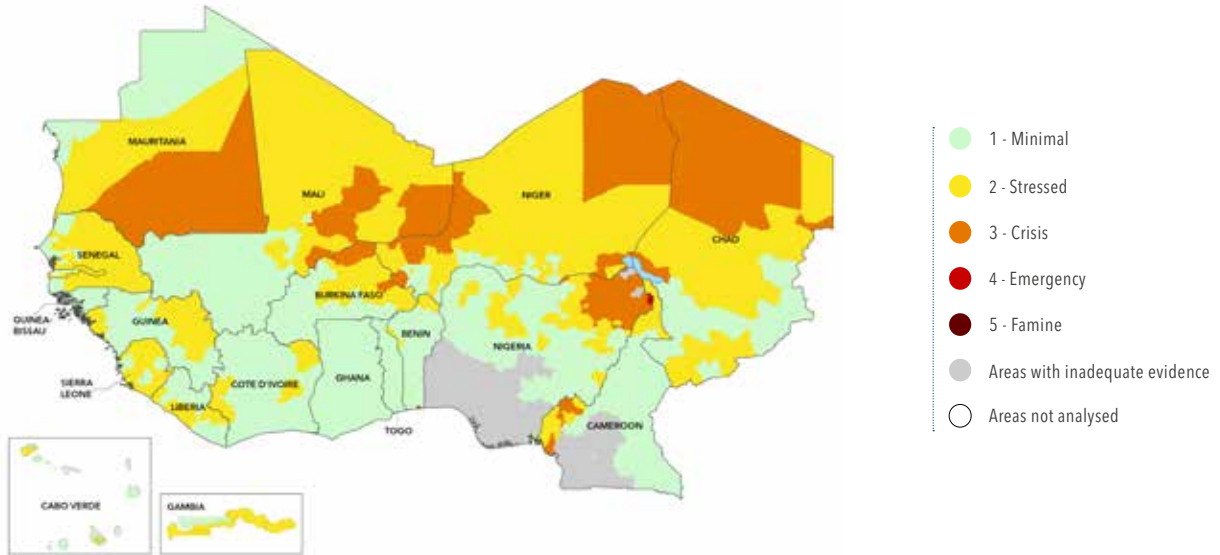 MAURITANIA
MALI
NIGER
CHAD
SENEGAL
BURKINA FASO
GUINEA-
BISSAU
GUINEA
BENIN
NIGERIA
SIERRA
LEONE
COTE D'IVOIRE
GHANA
LIBERIA
TOGO
CAMEROON
CABO VERDE
GAMBIA
1 - Minimal
2 - Stressed
3 - Crisis
4 - Emergency
5 - Famine
Areas with inadequate evidence
Areas not analysed